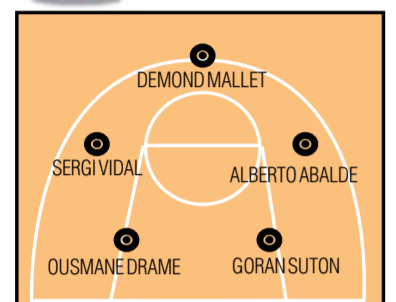 DEMOND MALLET
SERGI VIDAL
ALBERTO ABALDE
OUSMANE DRAME
GORAN SUTON